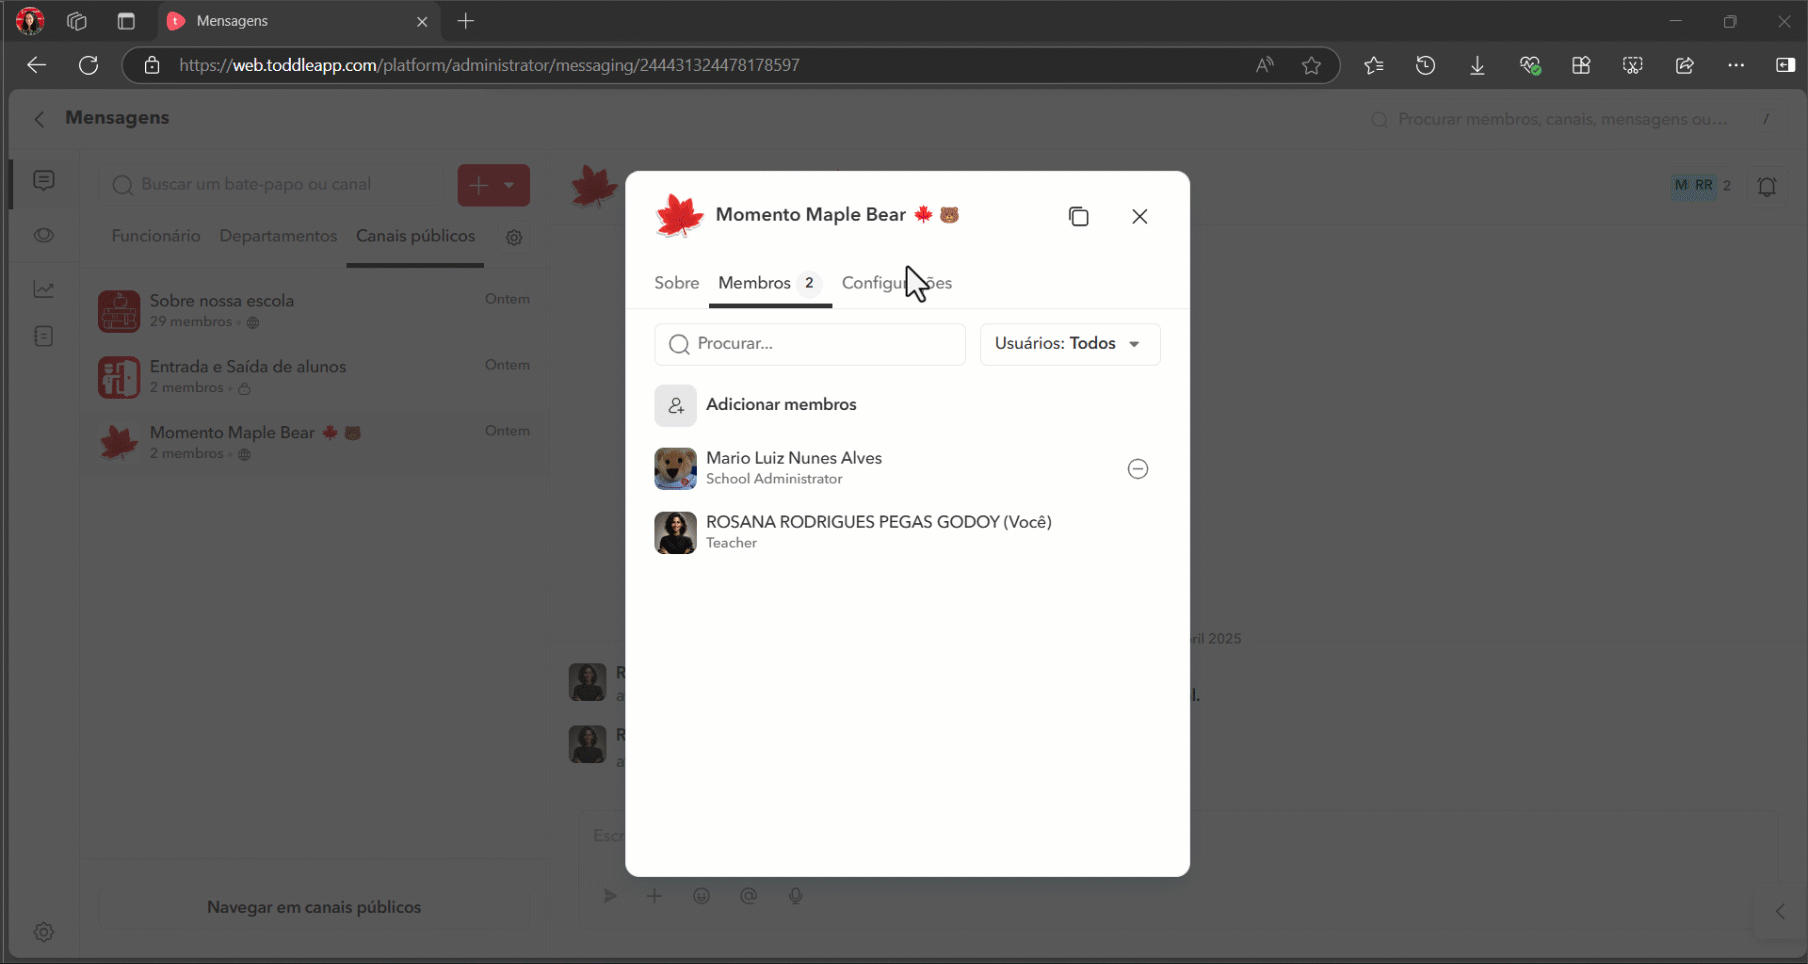 Mensagens
https://web.toddleapp.com/platform/administrator/messaging/244431324478178597
Mensagens
Procurar membros, canais, mensagens ou...
/
Buscar um bate-papo ou canal
M RR 2
Funcionário Departamentos Canais públicos
Sobre nossa escola Ontem
29 membros •
Entrada e Saída de alunos Ontem
2 membros •
Momento Maple Bear 🍁 🐻 Ontem
2 membros •
Navegar em canais públicos
Momento Maple Bear 🍁 🐻
Sobre Membros 2
Procurar...
Usuários: Todos
Adicionar membros
Mario Luiz Nunes Alves
School Administrator
ROSANA RODRIGUES PEGAS GODOY (Você)
Teacher
ril 2025
l.
Escr